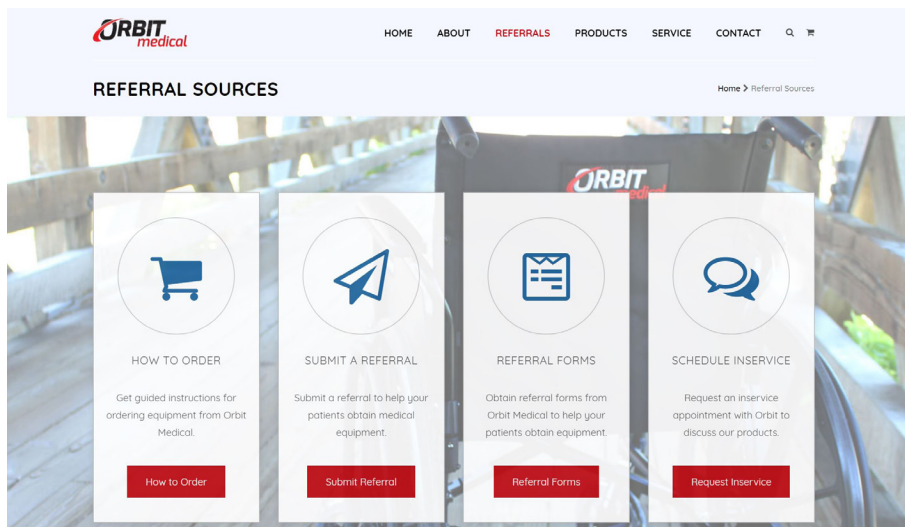 ORBIT
medical
HOME ABOUT REFERRALS PRODUCTS SERVICE CONTACT
REFERRAL SOURCES
Home Referral Sources
ORBIT
medical
HOW TO ORDER
Get guided instructions for
ordering equipment from Orbit
Medical.
How to Order
SUBMIT A REFERRAL
Submit a referral to help your
patients obtain medical
equipment.
Submit Referral
REFERRAL FORMS
Obtain referral forms from
Orbit Medical to help your
patients obtain equipment.
Referral Forms
SCHEDULE INSERVICE
Request an inservice
appointment with Orbit to
discuss our products.
Request Inservice